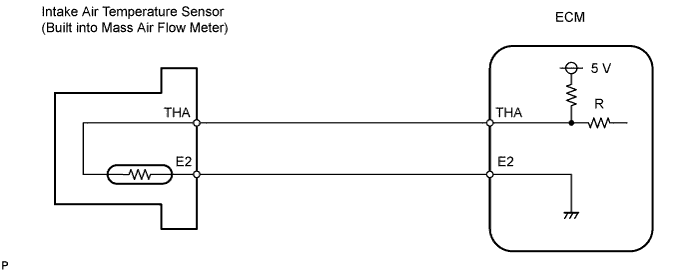 Intake Air Temperature Sensor
(Built into Mass Air Flow Meter)
ECM
5 V
R
THA
THA
E2
E2
P